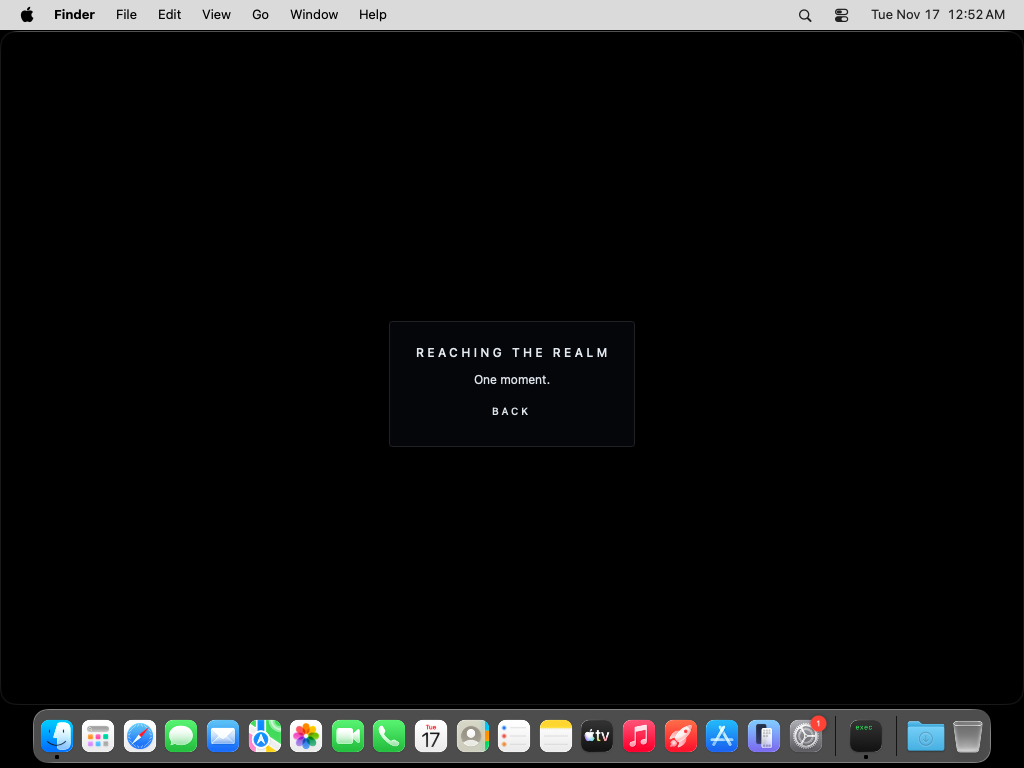 Finder File Edit View Go Window Help Tue Nov 17 12:52 AM
REACHING THE REALM
One moment.
BACK
Tue
17
tv
1
exec